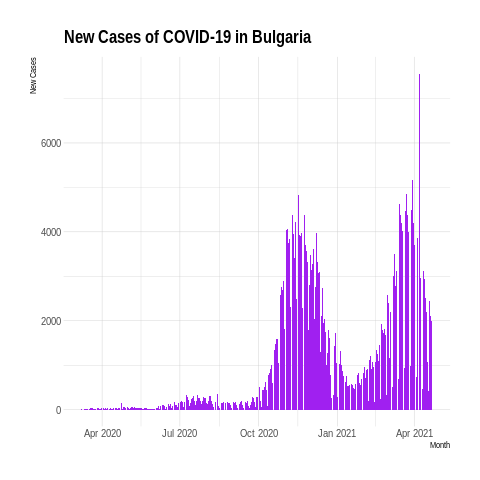 New Cases of COVID-19 in Bulgaria
New Cases
6000
4000
2000
0
Apr 2020 Jul 2020 Oct 2020 Jan 2021 Apr 2021
Month